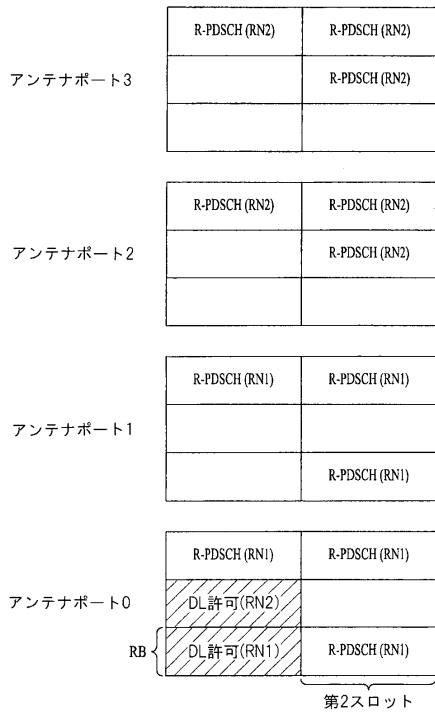 R-PDSCH (RN2) R-PDSCH (RN2)
アンテナポート3 R-PDSCH (RN2)
R-PDSCH (RN2) R-PDSCH (RN2)
アンテナポート2 R-PDSCH (RN2)
R-PDSCH (RN1) R-PDSCH (RN1)
アンテナポート1
R-PDSCH (RN1)
R-PDSCH (RN1) R-PDSCH (RN1)
アンテナポート0 DL許可(RN2)
RB DL許可(RN1) R-PDSCH (RN1)
第2スロット